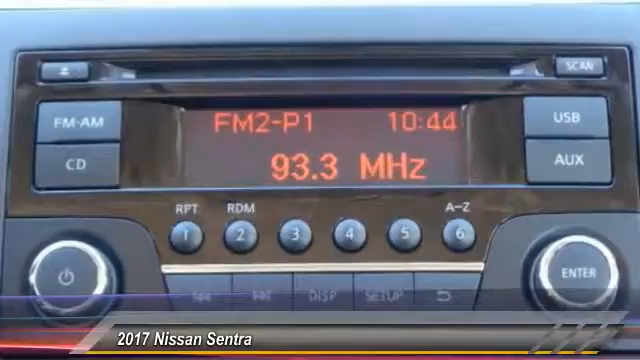 SCAN
FM-AM
FM2-P1 10:44
USB
CD
93.3 MHz
AUX
RPT RDM A-Z
1 2 3 4 5 6
DISP SETUP
ENTER
2017 Nissan Sentra